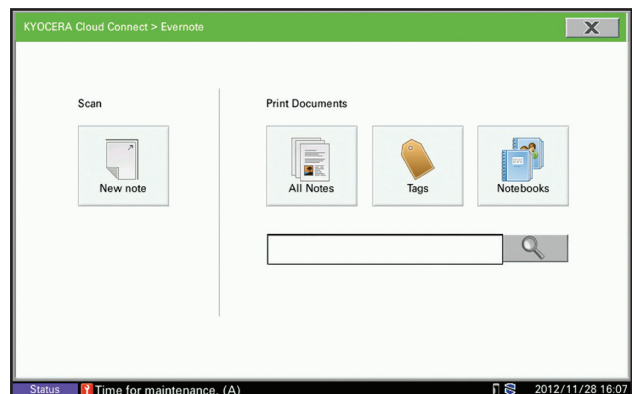 KYOCERA Cloud Connect > Evernote
X
Scan
Print Documents
New note
All Notes
Tags
Notebooks
Status
Time for maintenance. (A)
2012/11/28 16:07